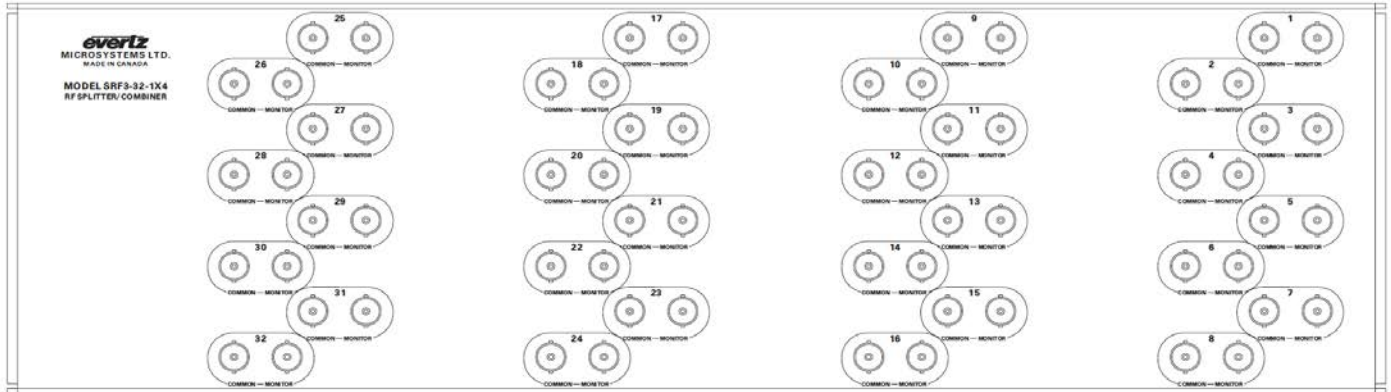 evertz
MICROSYSTEMS LTD.
MADE IN CANADA
MODEL SRF3-32-1X4
RF SPLITTER/COMBINER
25
COMMON — MONITOR
26
COMMON — MONITOR
27
COMMON — MONITOR
28
COMMON — MONITOR
29
COMMON — MONITOR
30
COMMON — MONITOR
31
COMMON — MONITOR
32
COMMON — MONITOR
17
COMMON — MONITOR
18
COMMON — MONITOR
19
COMMON — MONITOR
20
COMMON — MONITOR
21
COMMON — MONITOR
22
COMMON — MONITOR
23
COMMON — MONITOR
24
COMMON — MONITOR
9
COMMON — MONITOR
10
COMMON — MONITOR
11
COMMON — MONITOR
12
COMMON — MONITOR
13
COMMON — MONITOR
14
COMMON — MONITOR
15
COMMON — MONITOR
16
COMMON — MONITOR
1
COMMON — MONITOR
2
COMMON — MONITOR
3
COMMON — MONITOR
4
COMMON — MONITOR
5
COMMON — MONITOR
6
COMMON — MONITOR
7
COMMON — MONITOR
8
COMMON — MONITOR